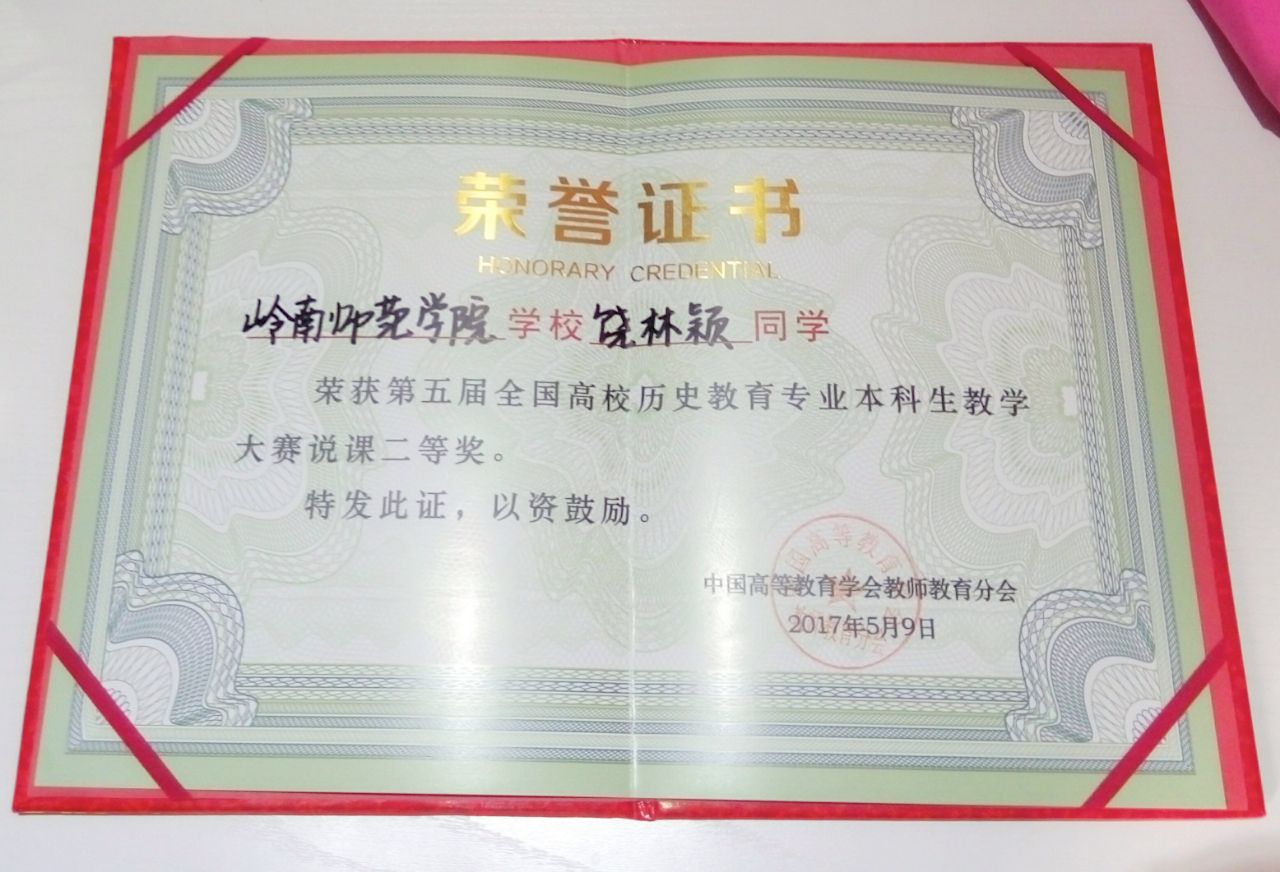 荣誉证书
HONORARY CREDENTIAL
岭南师范学院学校饶林颖同学
荣获第五届全国高校历史教育专业本科生教学
大赛说课二等奖。
特发此证，以资鼓励。
中国高等教育学会教师教育分会
2017年5月9日